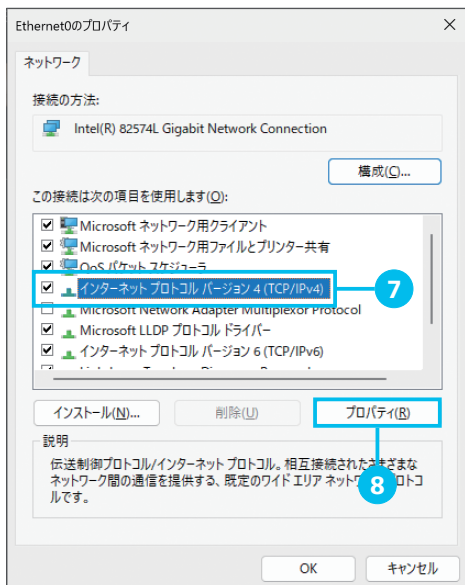 Ethernet0のプロパティ
ネットワーク
接続の方法:
Intel(R) 82574L Gigabit Network Connection
構成(C)...
この接続は次の項目を使用します(O):
Microsoft ネットワーク用クライアント
Microsoft ネットワーク用ファイルとプリンター共有
QoS パケット スケジューラ
インターネット プロトコル バージョン 4 (TCP/IPv4)
7
Microsoft Network Adapter Multiplexor Protocol
Microsoft LLDP プロトコル ドライバー
インターネット プロトコル バージョン 6 (TCP/IPv6)
インストール(N)...
削除(U)
プロパティ(R)
8
説明
伝送制御プロトコル/インターネット プロトコル。相互接続されたさまざまな
ネットワーク間の通信を提供する、既定のワイド エリア ネットワークプロトコ
ルです。
OK
キャンセル